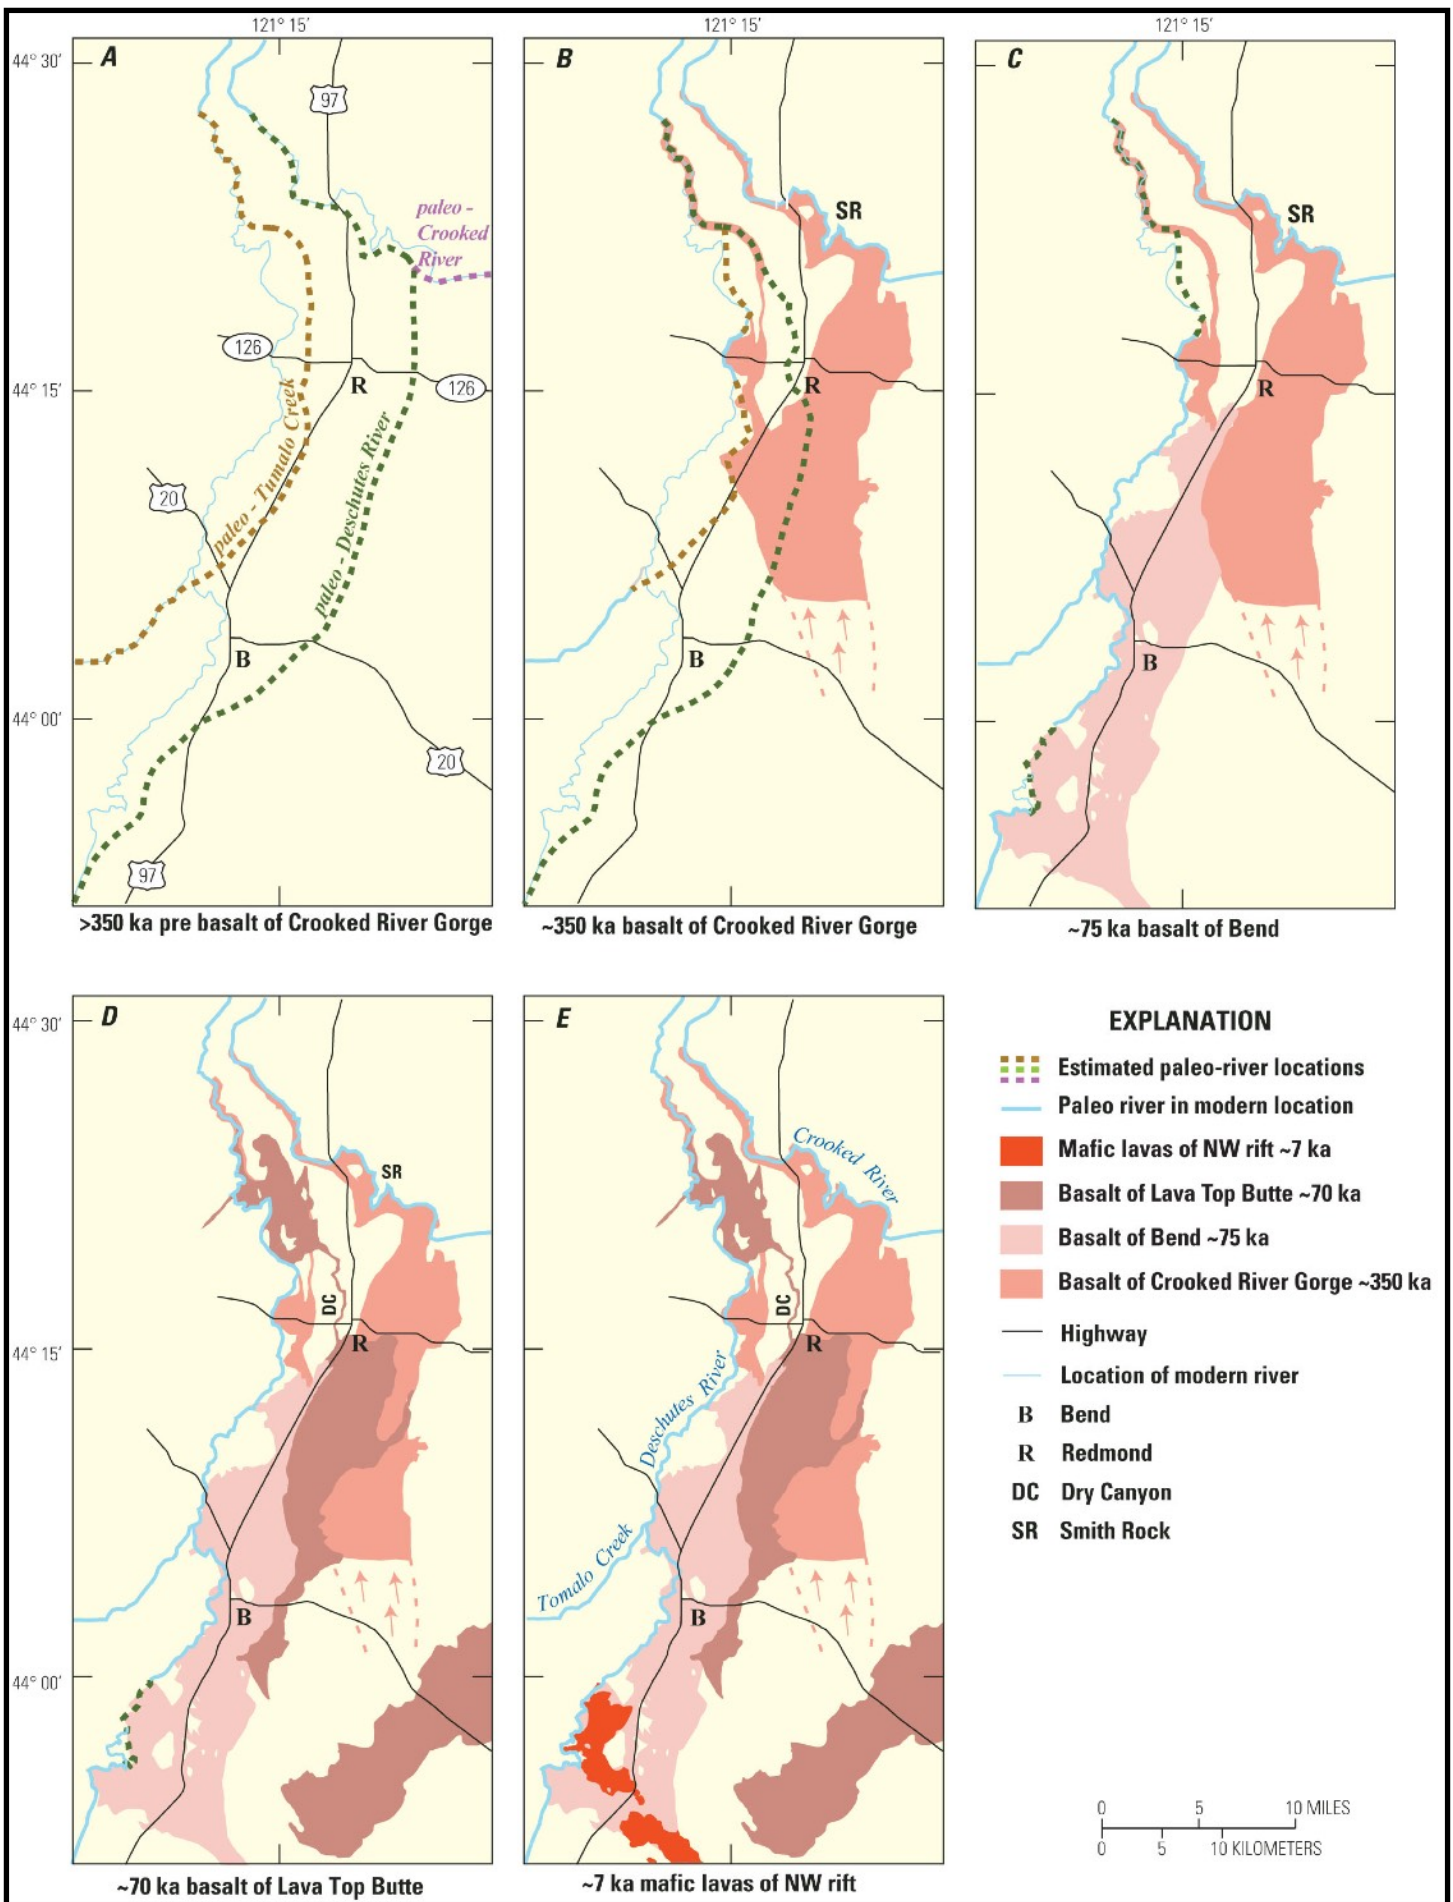 121° 15′
121° 15′
121° 15′
44° 30′
A
97
paleo -
Crooked
River
126
44° 15′
R
126
paleo - Tumalo Creek
paleo - Deschutes River
20
B
44° 00′
20
97
>350 ka pre basalt of Crooked River Gorge
B
SR
R
B
~350 ka basalt of Crooked River Gorge
C
SR
R
B
~75 ka basalt of Bend
44° 30′
D
SR
DC
44° 15′
R
B
44° 00′
~70 ka basalt of Lava Top Butte
E
Crooked River
DC
R
Deschutes River
Tomalo Creek
B
~7 ka mafic lavas of NW rift
EXPLANATION
Estimated paleo-river locations
Paleo river in modern location
Mafic lavas of NW rift ~7 ka
Basalt of Lava Top Butte ~70 ka
Basalt of Bend ~75 ka
Basalt of Crooked River Gorge ~350 ka
Highway
Location of modern river
B Bend
R Redmond
DC Dry Canyon
SR Smith Rock
0 5 10 MILES
0 5 10 KILOMETERS